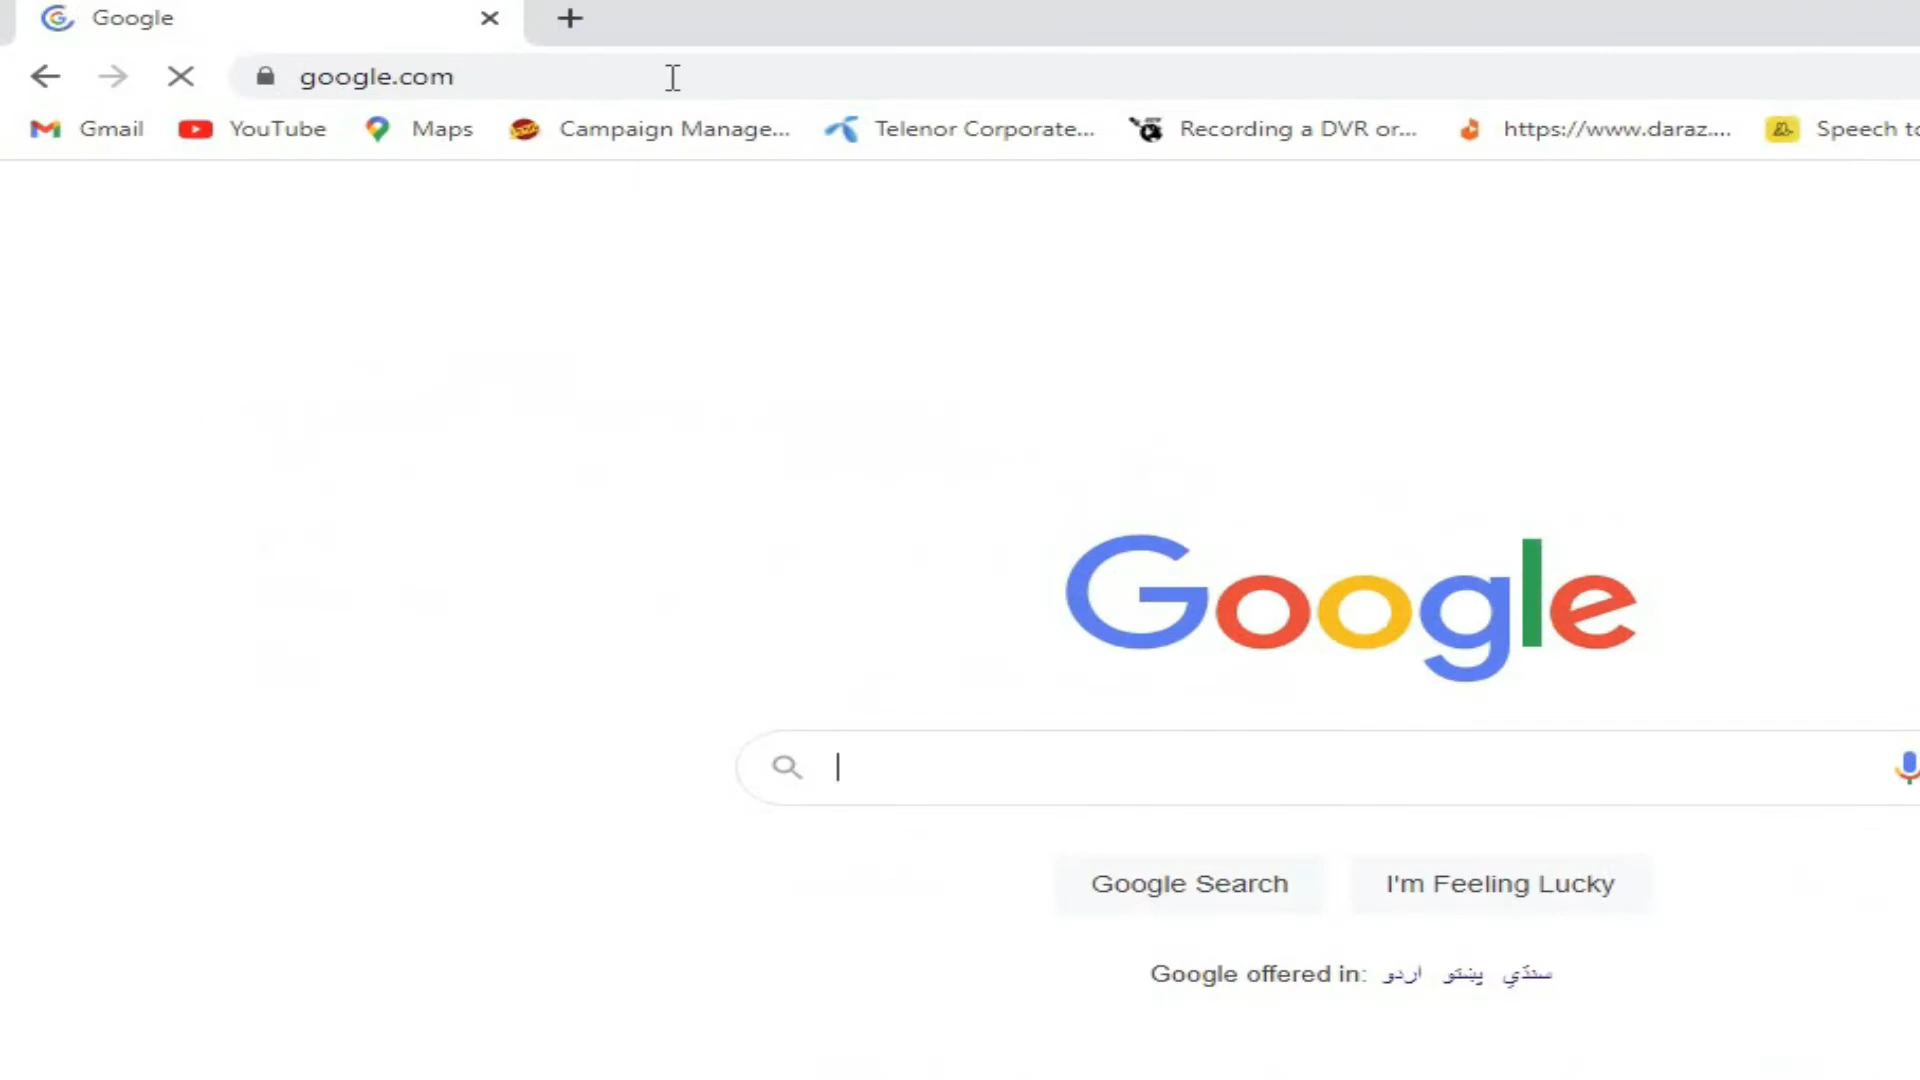 Google
google.com
Gmail YouTube Maps Campaign Manage... Telenor Corporate... Recording a DVR or... https://www.daraz.... Speech to
Google
Google Search I'm Feeling Lucky
Google offered in: اردو پښتو سنڌي